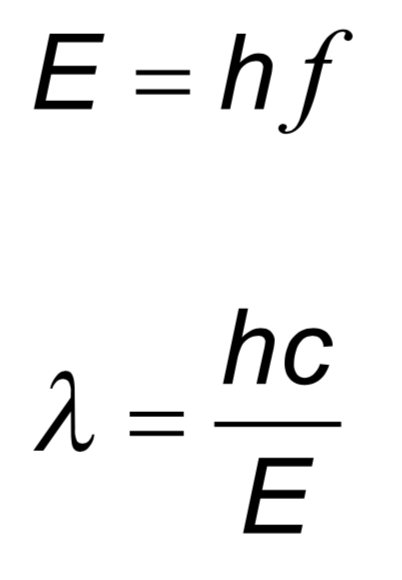 E = hf
λ = hc/E